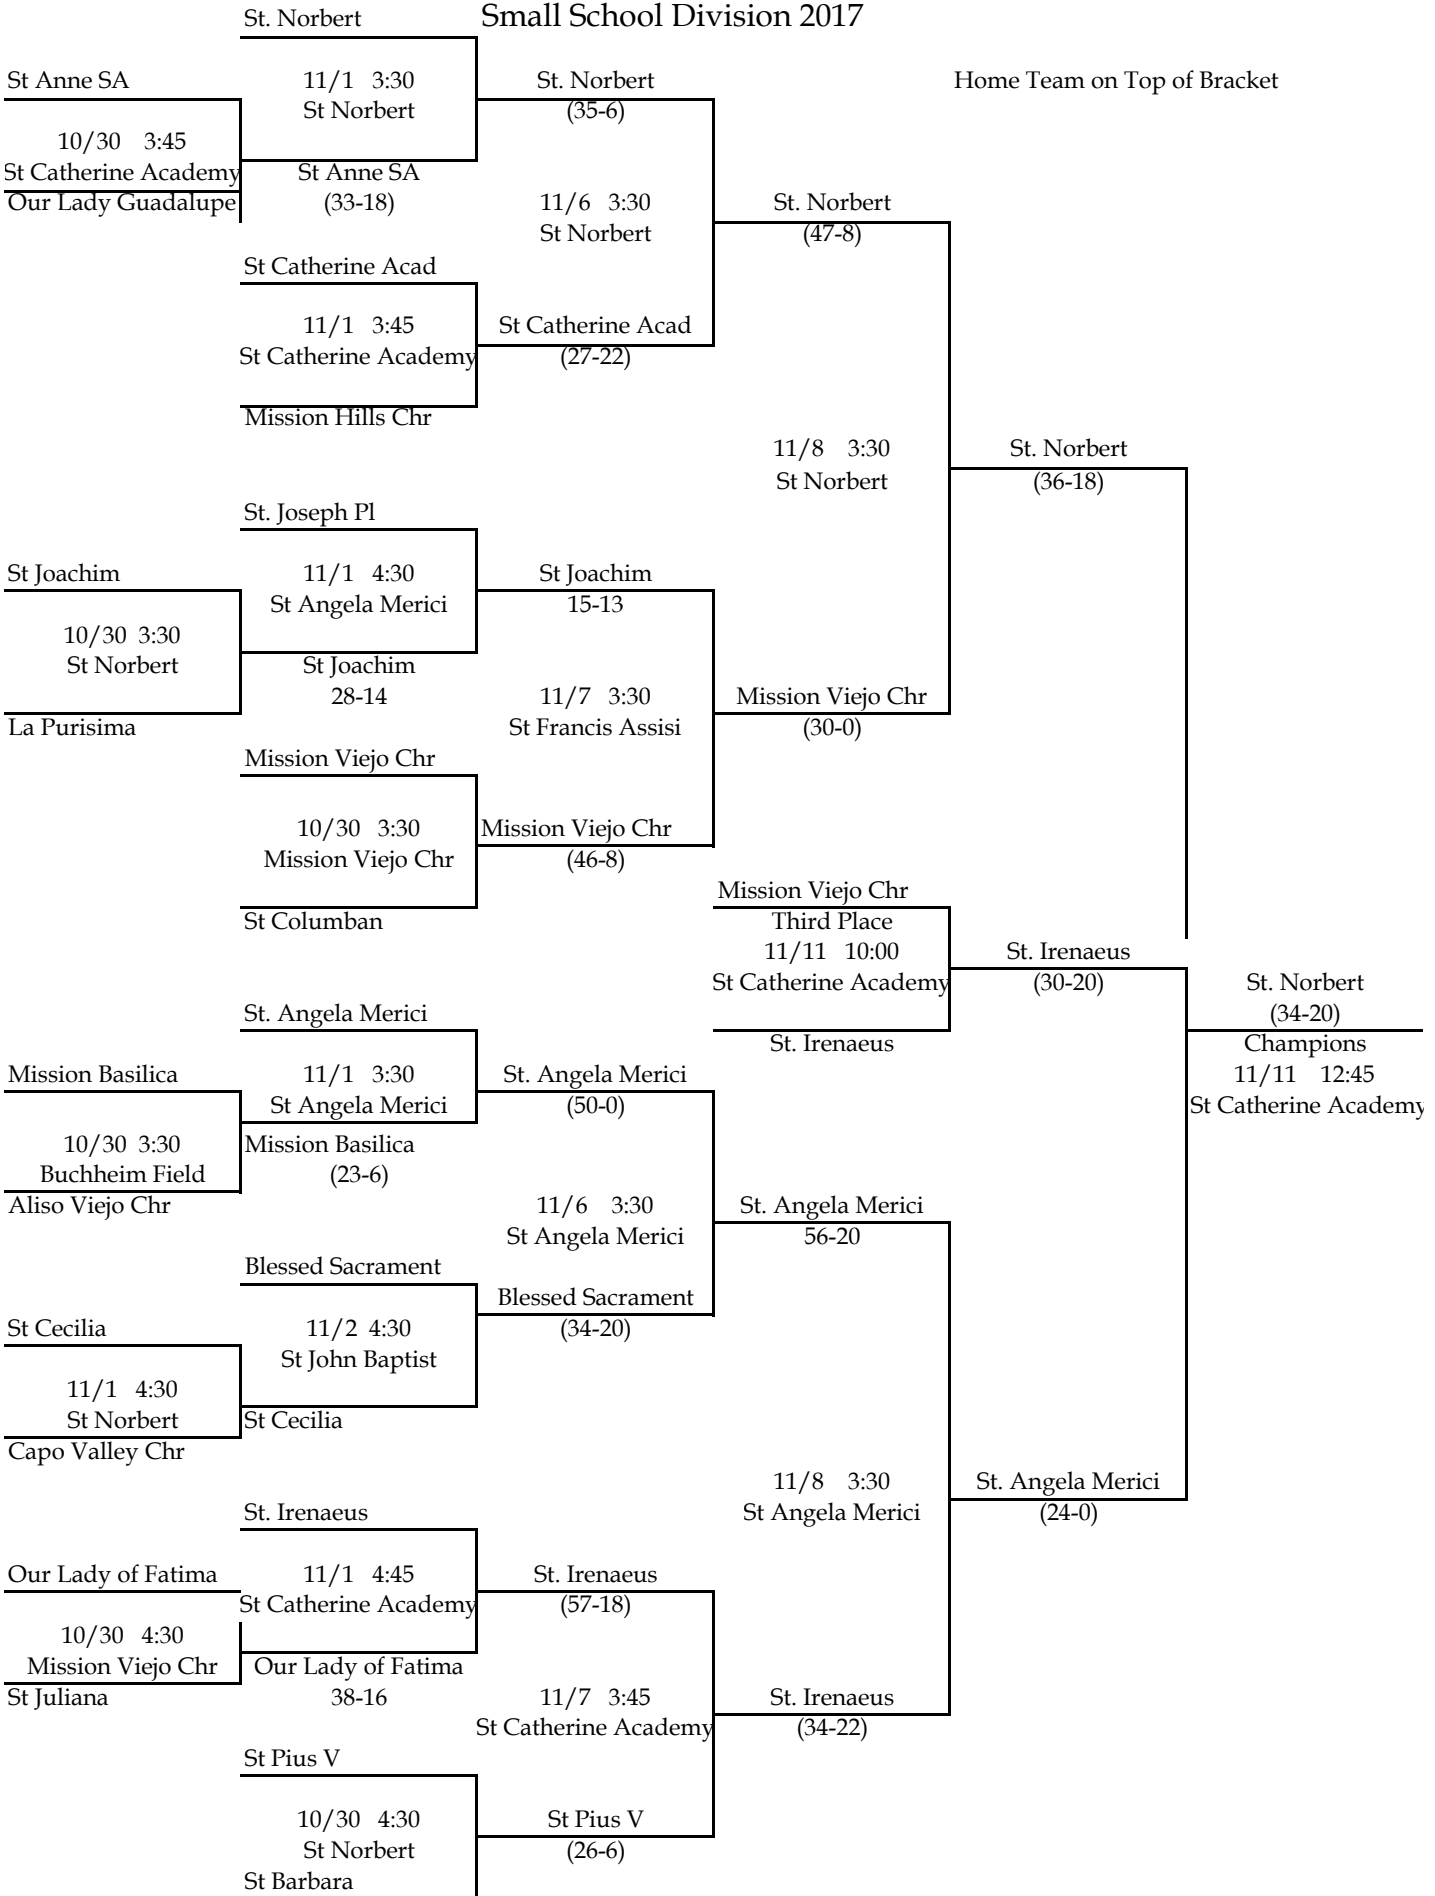 Small School Division 2017
St. Norbert
St Anne SA
11/1 3:30
St. Norbert
Home Team on Top of Bracket
St Norbert
(35-6)
10/30 3:45
St Catherine Academy
St Anne SA
Our Lady Guadalupe
(33-18)
11/6 3:30
St. Norbert
St Norbert
(47-8)
St Catherine Acad
11/1 3:45
St Catherine Acad
St Catherine Academy
(27-22)
Mission Hills Chr
11/8 3:30
St. Norbert
St Norbert
(36-18)
St. Joseph Pl
St Joachim
11/1 4:30
St Joachim
St Angela Merici
15-13
10/30 3:30
St Norbert
St Joachim
28-14
11/7 3:30
Mission Viejo Chr
La Purisima
St Francis Assisi
(30-0)
Mission Viejo Chr
10/30 3:30
Mission Viejo Chr
Mission Viejo Chr
(46-8)
Mission Viejo Chr
St Columban
Third Place
11/11 10:00
St. Irenaeus
St Catherine Academy
(30-20)
St. Norbert
St. Angela Merici
(34-20)
St. Irenaeus
Champions
Mission Basilica
11/1 3:30
St. Angela Merici
11/11 12:45
St Angela Merici
(50-0)
St Catherine Academy
10/30 3:30
Mission Basilica
Buchheim Field
(23-6)
Aliso Viejo Chr
11/6 3:30
St. Angela Merici
St Angela Merici
56-20
Blessed Sacrament
Blessed Sacrament
St Cecilia
11/2 4:30
(34-20)
St John Baptist
11/1 4:30
St Norbert
St Cecilia
Capo Valley Chr
11/8 3:30
St. Angela Merici
St. Irenaeus
St Angela Merici
(24-0)
Our Lady of Fatima
11/1 4:45
St. Irenaeus
St Catherine Academy
(57-18)
10/30 4:30
Mission Viejo Chr
Our Lady of Fatima
St Juliana
38-16
11/7 3:45
St. Irenaeus
St Catherine Academy
(34-22)
St Pius V
10/30 4:30
St Pius V
St Norbert
(26-6)
St Barbara